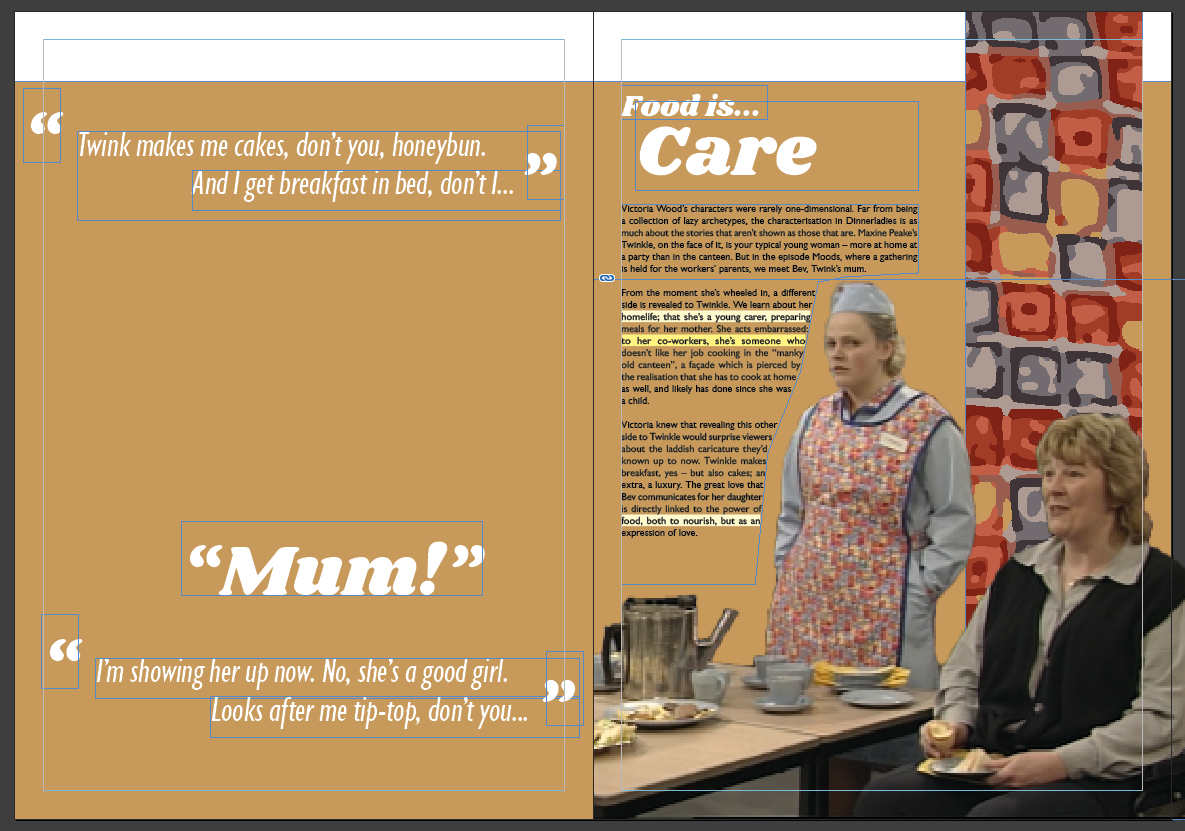 “
Twink makes me cakes, don’t you, honeybun.
And I get breakfast in bed, don’t I...
”
“Mum!”
“
I’m showing her up now. No, she’s a good girl.
Looks after me tip-top, don’t you...
”
Food is...
Care
Victoria Wood’s characters were rarely one-dimensional. Far from being
a collection of lazy archetypes, the characterisation in Dinnerladies is as
much about the stories that aren’t shown as those that are. Maxine Peake’s
Twinkle, on the face of it, is your typical young woman – more at home at
a party than in the canteen. But in the episode Moods, where a gathering
is held for the workers’ parents, we meet Bev, Twink’s mum.
From the moment she’s wheeled in, a different
side is revealed to Twinkle. We learn about her
homelife; that she’s a young carer, preparing
meals for her mother. She acts embarrassed;
to her co-workers, she’s someone who
doesn’t like her job cooking in the “manky
old canteen”, a façade which is pierced by
the realisation that she has to cook at home
as well, and likely has done since she was
a child.
Victoria knew that revealing this other
side to Twinkle would surprise viewers
about the laddish caricature they’d
known up to now. Twinkle makes
breakfast, yes – but also cakes; an
extra, a luxury. The great love that
Bev communicates for her daughter
is directly linked to the power of
food, both to nourish, but as an
expression of love.